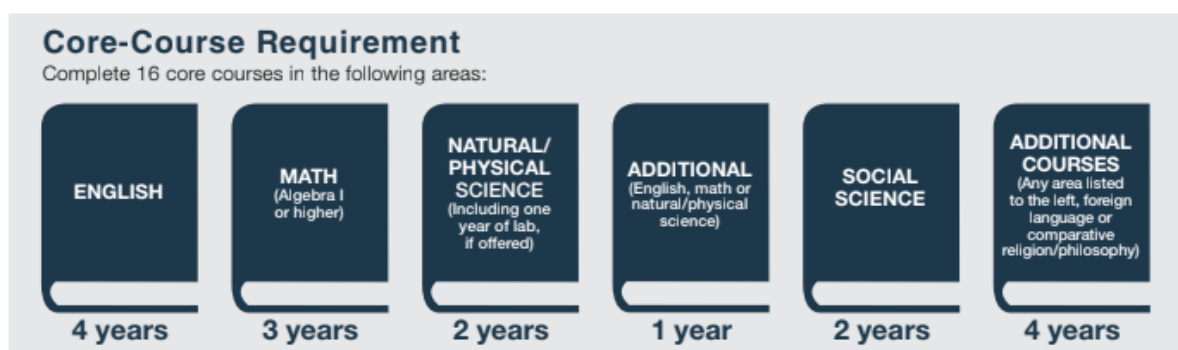 Core-Course Requirement
Complete 16 core courses in the following areas:
ENGLISH
4 years
MATH
(Algebra I
or higher)
3 years
NATURAL/
PHYSICAL
SCIENCE
(Including one
year of lab,
if offered)
2 years
ADDITIONAL
(English, math or
natural/physical
science)
1 year
SOCIAL
SCIENCE
2 years
ADDITIONAL
COURSES
(Any area listed
to the left, foreign
language or
comparative
religion/philosophy)
4 years